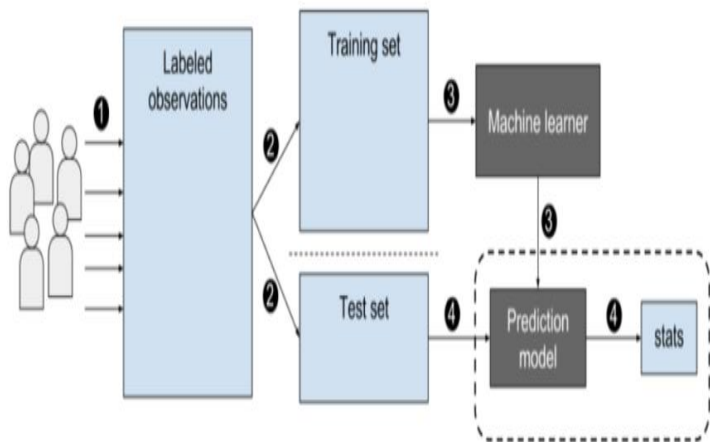 1
Labeled
observations
2
2
Training set
Test set
3
Machine learner
3
4
Prediction
model
4
stats